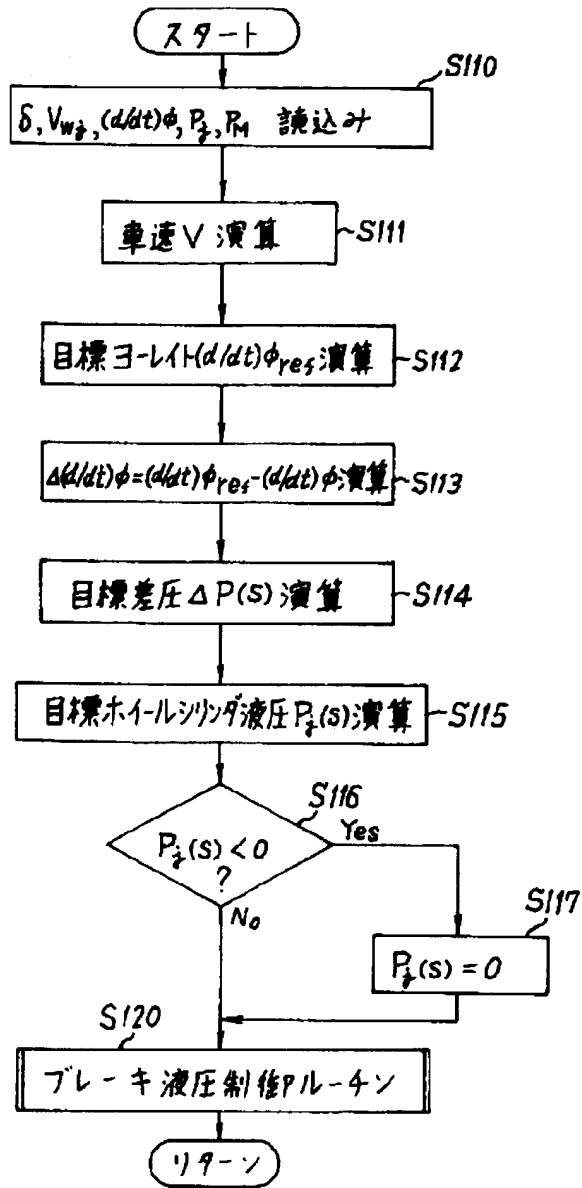 スタート
S110
δ, Vwj, (d/dt)φ, Pj, PM 読込み
車速V演算
S111
目標ヨーレイト(d/dt)φref演算
S112
Δ(d/dt)φ=(d/dt)φref-(d/dt)φ演算
S113
目標差圧ΔP(S)演算
S114
目標ホイールシリンダ液圧Pj(S)演算
S115
S116
Pj(S)<0
?
Yes
No
S117
Pj(S)=0
S120
ブレーキ液圧制御ルーチン
リターン